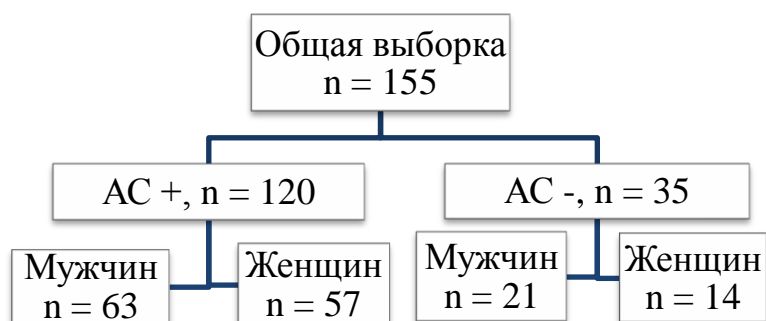 Общая выборка
n = 155
АС +, n = 120
АС -, n = 35
Мужчин
n = 63
Женщин
n = 57
Мужчин
n = 21
Женщин
n = 14